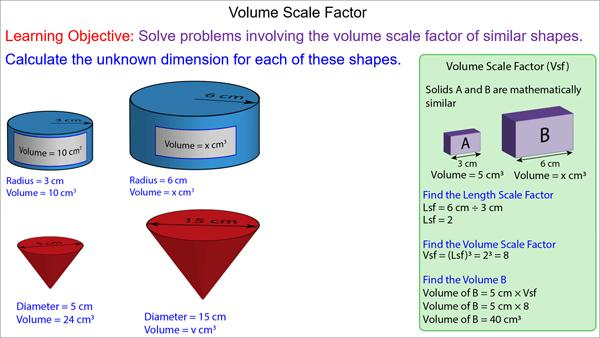 Volume Scale Factor
Learning Objective: Solve problems involving the volume scale factor of similar shapes.
Calculate the unknown dimension for each of these shapes.
3 cm
Volume = 10 cm³
Radius = 3 cm
Volume = 10 cm³
6 cm
Volume = x cm³
Radius = 6 cm
Volume = x cm³
5 cm
Diameter = 5 cm
Volume = 24 cm³
15 cm
Diameter = 15 cm
Volume = v cm³
Volume Scale Factor (Vsf)
Solids A and B are mathematically
similar
A
B
3 cm
6 cm
Volume = 5 cm³
Volume = x cm³
Find the Length Scale Factor
Lsf = 6 cm ÷ 3 cm
Lsf = 2
Find the Volume Scale Factor
Vsf = (Lsf)³ = 2³ = 8
Find the Volume B
Volume of B = 5 cm × Vsf
Volume of B = 5 cm × 8
Volume of B = 40 cm³